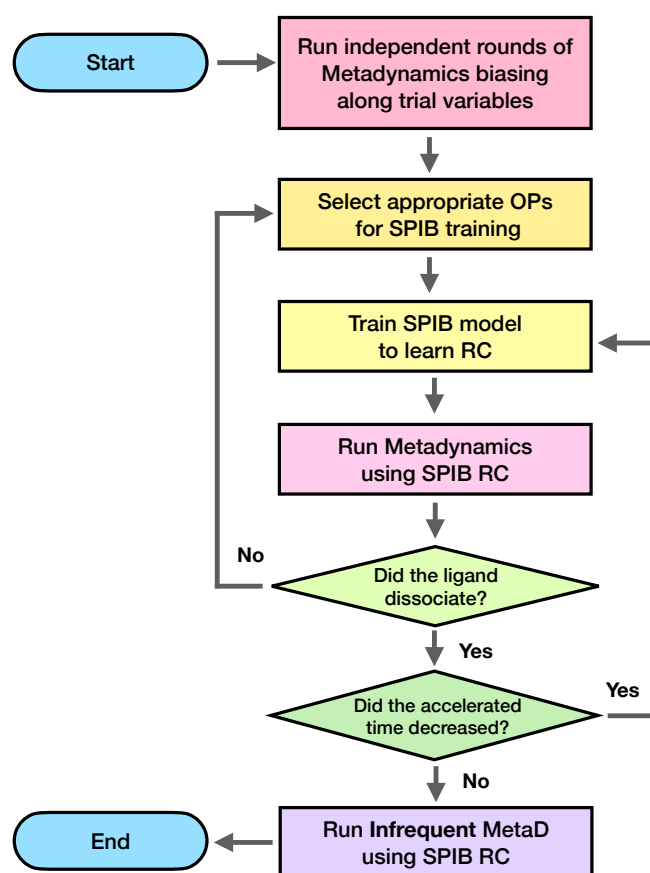 Start
Run independent rounds of
Metadynamics biasing
along trial variables
Select appropriate OPs
for SPIB training
Train SPIB model
to learn RC
Run Metadynamics
using SPIB RC
No
Did the ligand
dissociate?
Yes
Did the accelerated
time decreased?
Yes
No
End
Run Infrequent MetaD
using SPIB RC